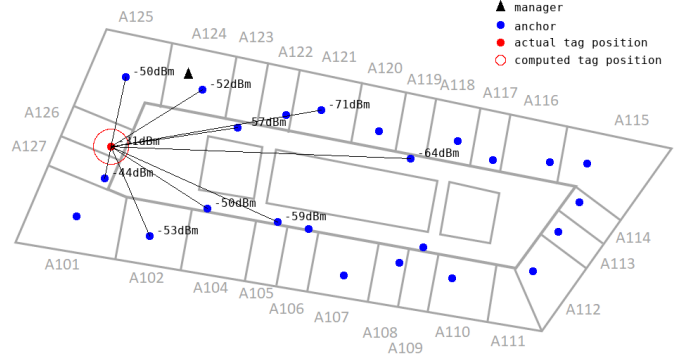 A125
manager
anchor
actual tag position
computed tag position
A124
A123
A122
A121
A120
A119
A118
A117
A116
A115
-50dBm
-52dBm
-71dBm
57dBm
-64dBm
A126
31dBm
A127
-44dBm
-50dBm
-59dBm
-53dBm
A114
A113
A101
A102
A104
A105
A106
A107
A108
A109
A110
A111
A112